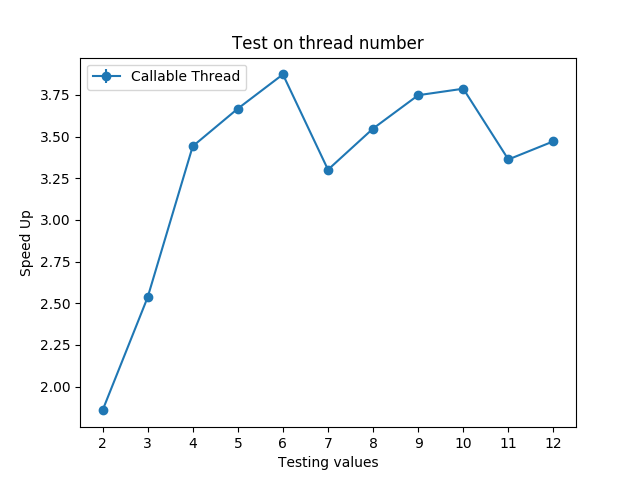 Test on thread number
Callable Thread
3.75
3.50
3.25
3.00
2.75
2.50
2.25
2.00
Speed Up
2 3 4 5 6 7 8 9 10 11 12
Testing values